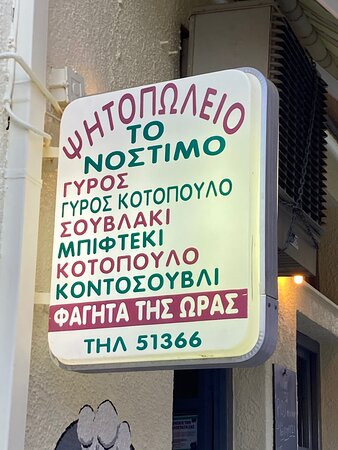 ΨΗΤΟΠΩΛΕΙΟ
ΤΟ
ΝΟΣΤΙΜΟ
ΓΥΡΟΣ
ΓΥΡΟΣ ΚΟΤΟΠΟΥΛΟ
ΣΟΥΒΛΑΚΙ
ΜΠΙΦΤΕΚΙ
ΚΟΤΟΠΟΥΛΟ
ΚΟΝΤΟΣΟΥΒΛΙ
ΦΑΓΗΤΑ ΤΗΣ ΩΡΑΣ
ΤΗΛ 51366